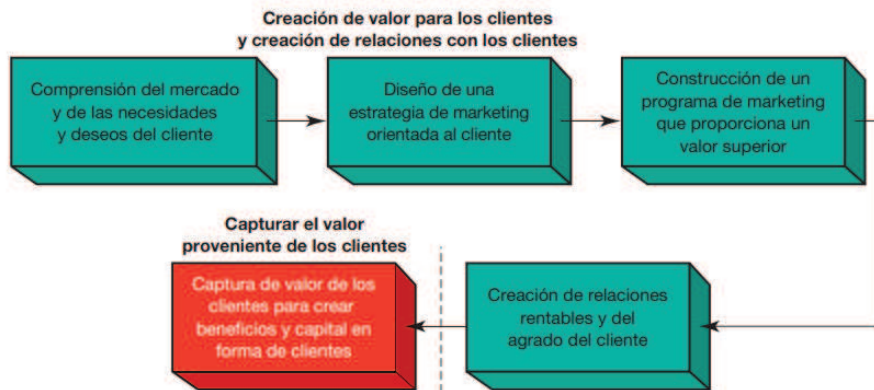 Creación de valor para los clientes
y creación de relaciones con los clientes
Comprensión del mercado
y de las necesidades
y deseos del cliente
Diseño de una
estrategia de marketing
orientada al cliente
Construcción de un
programa de marketing
que proporciona un
valor superior
Capturar el valor
proveniente de los clientes
Captura de valor de los
clientes para crear
beneficios y capital en
forma de clientes
Creación de relaciones
rentables y del
agrado del cliente